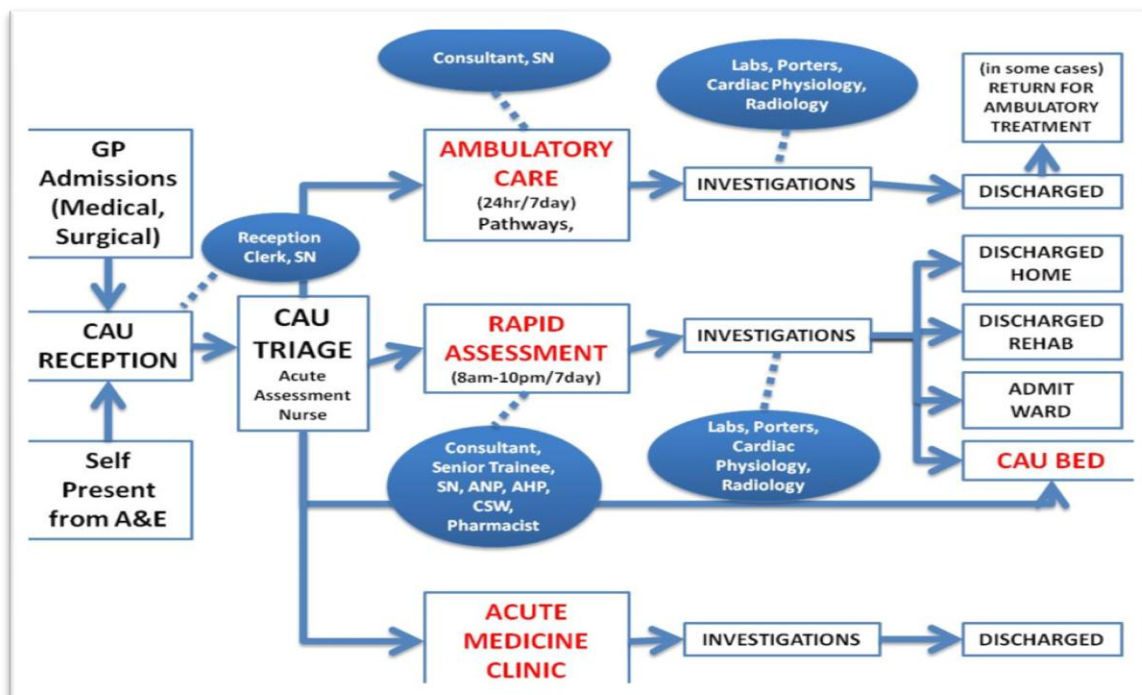 GP
Admissions
(Medical,
Surgical)
CAU
RECEPTION
Self
Present
from A&E
Reception
Clerk, SN
CAU
TRIAGE
Acute
Assessment
Nurse
Consultant, SN
AMBULATORY
CARE
(24hr/7day)
Pathways,
Labs, Porters,
Cardiac Physiology,
Radiology
INVESTIGATIONS
(in some cases)
RETURN FOR
AMBULATORY
TREATMENT
DISCHARGED
RAPID
ASSESSMENT
(8am-10pm/7day)
Consultant,
Senior Trainee,
SN, ANP, AHP,
CSW,
Pharmacist
INVESTIGATIONS
Labs, Porters,
Cardiac
Physiology,
Radiology
DISCHARGED
HOME
DISCHARGED
REHAB
ADMIT
WARD
CAU BED
ACUTE
MEDICINE
CLINIC
INVESTIGATIONS
DISCHARGED